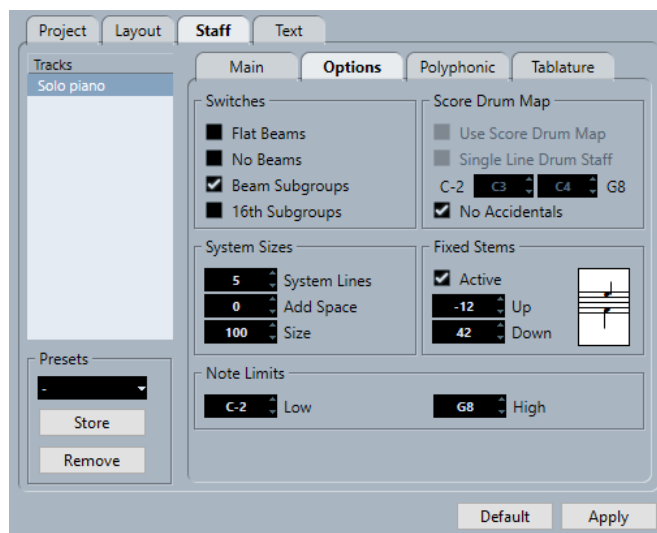 Project Layout Staff Text
Tracks
Solo piano
Presets
-
Store
Remove
Main Options Polyphonic Tablature
Switches
Flat Beams
No Beams
Beam Subgroups
16th Subgroups
Score Drum Map
Use Score Drum Map
Single Line Drum Staff
C-2 C3 C4 G8
No Accidentals
System Sizes
5 System Lines
0 Add Space
100 Size
Fixed Stems
Active
-12 Up
42 Down
Note Limits
C-2 Low G8 High
Default Apply